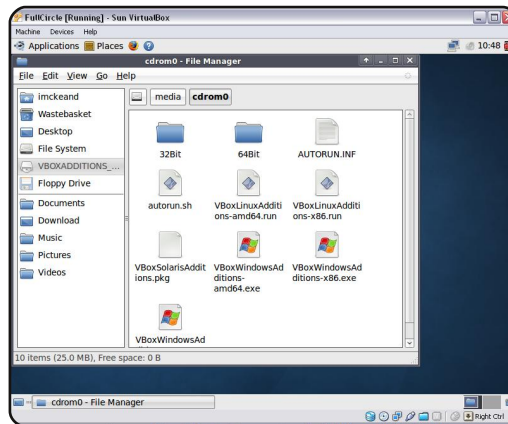 FullCircle [Running] - Sun VirtualBox
Machine Devices Help
Applications Places 10:48
cdrom0 - File Manager
File Edit View Go Help
imckeand
Wastebasket
Desktop
File System
VBOXADDITIONS_...
Floppy Drive
Documents
Download
Music
Pictures
Videos
media cdrom0
32Bit 64Bit AUTORUN.INF
autorun.sh VBoxLinuxAdditi VBoxLinuxAdditi
ons-amd64.run ons-x86.run
VBoxSolarisAddit VBoxWindowsAd VBoxWindowsAd
ions.pkg ditions- ditions-x86.exe
amd64.exe
VBoxWindowsAd
10 items (25.0 MB), Free space: 0 B
cdrom0 - File Manager
Right Ctrl